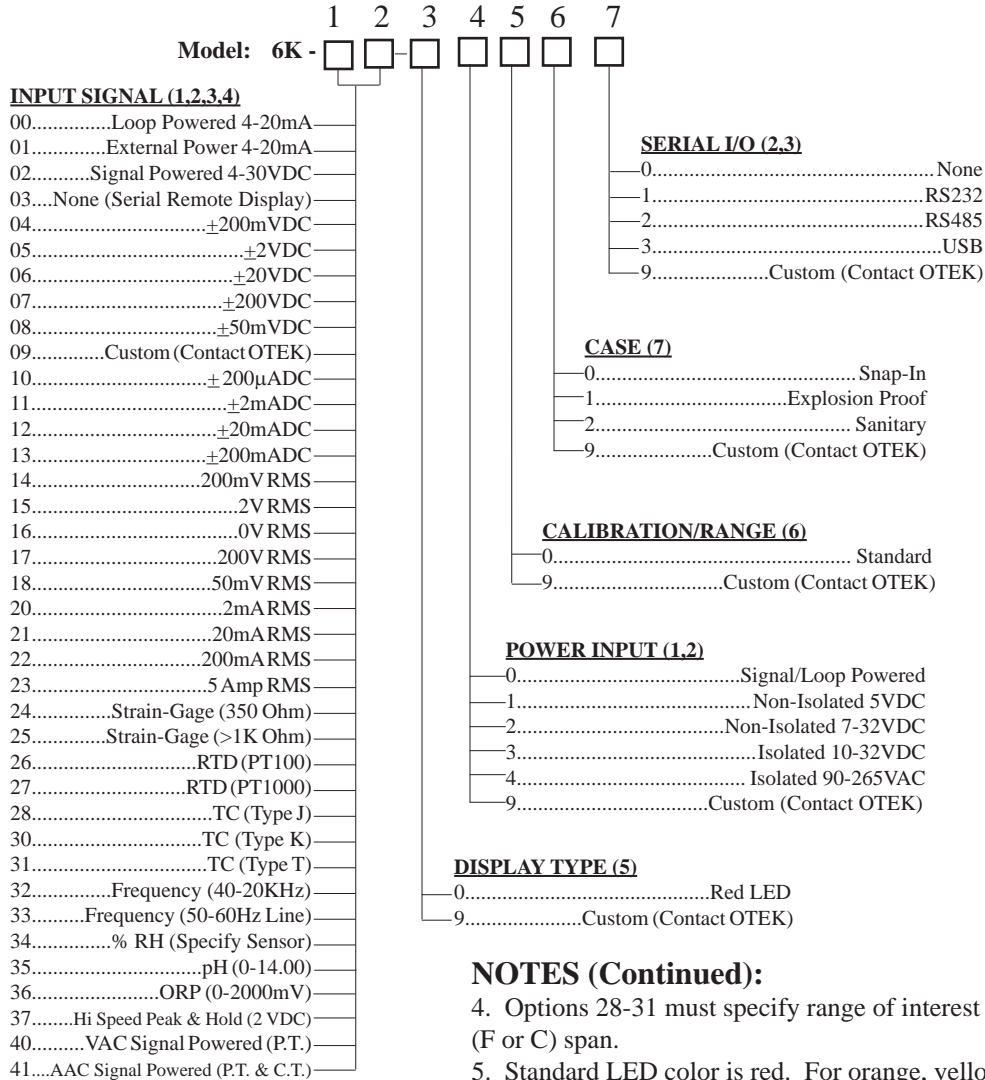 1 2 3 4 5 6 7
Model: 6K - -
INPUT SIGNAL (1,2,3,4)
00...............Loop Powered 4-20mA
01..............External Power 4-20mA
02...........Signal Powered 4-30VDC
03....None (Serial Remote Display)
04.............................+200mVDC
05....................................+2VDC
06..................................+20VDC
07................................+200VDC
08...............................+50mVDC
09.............Custom (Contact OTEK)
10.............................+200µADC
11.................................+2mADC
12...............................+20mADC
13.............................+200mADC
14.............................200mV RMS
15...................................2V RMS
16...................................0V RMS
17...............................200V RMS
18...............................50mV RMS
20.................................2mA RMS
21...............................20mA RMS
22.............................200mA RMS
23..............................5 Amp RMS
24...............Strain-Gage (350 Ohm)
25..............Strain-Gage (>1K Ohm)
26............................RTD (PT100)
27..........................RTD (PT1000)
28..............................TC (Type J)
30.............................TC (Type K)
31..............................TC (Type T)
32...............Frequency (40-20KHz)
33...........Frequency (50-60Hz Line)
34...............% RH (Specify Sensor)
35.............................pH (0-14.00)
36.......................ORP (0-2000mV)
37........Hi Speed Peak & Hold (2 VDC)
40..........VAC Signal Powered (P.T.)
41....AAC Signal Powered (P.T. & C.T.)
SERIAL I/O (2,3)
0..........................................None
1........................................RS232
2........................................RS485
3...........................................USB
9.....................Custom (Contact OTEK)
CASE (7)
0....................................... Snap-In
1.............................Explosion Proof
2...................................... Sanitary
9.....................Custom (Contact OTEK)
CALIBRATION/RANGE (6)
0............................................. Standard
9..........................Custom (Contact OTEK)
POWER INPUT (1,2)
0..................................Signal/Loop Powered
1....................................Non-Isolated 5VDC
2...............................Non-Isolated 7-32VDC
3.....................................Isolated 10-32VDC
4................................... Isolated 90-265VAC
9.............................Custom (Contact OTEK)
DISPLAY TYPE (5)
0........................................Red LED
9.....................Custom (Contact OTEK)
NOTES (Continued):
4. Options 28-31 must specify range of interest
(F or C) span.
5. Standard LED color is red. For orange,